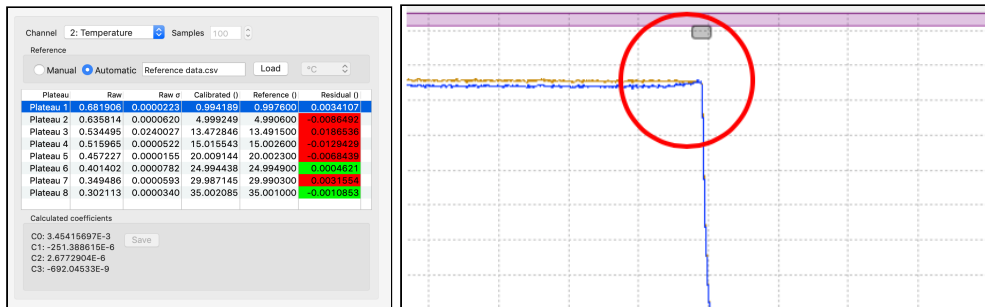 Channel 2: Temperature Samples 100
Reference
Manual Automatic Reference data.csv Load °C
Plateau Raw Raw σ Calibrated () Reference () Residual ()
Plateau 1 0.681906 0.0000223 0.994189 0.997600 0.0034107
Plateau 2 0.635814 0.0000620 4.999249 4.990600 -0.0086492
Plateau 3 0.534495 0.0240027 13.472846 13.491500 0.0186536
Plateau 4 0.515965 0.0000522 15.015543 15.002600 -0.0129429
Plateau 5 0.457227 0.0000155 20.009144 20.002300 -0.0068439
Plateau 6 0.401402 0.0000782 24.994438 24.994900 0.0004621
Plateau 7 0.349486 0.0000593 29.987145 29.990300 0.0031554
Plateau 8 0.302113 0.0000340 35.002085 35.001000 -0.0010853
Calculated coefficients
C0: 3.45415697E-3
C1: -251.388615E-6
C2: 2.6772904E-6
C3: -692.04533E-9
Save